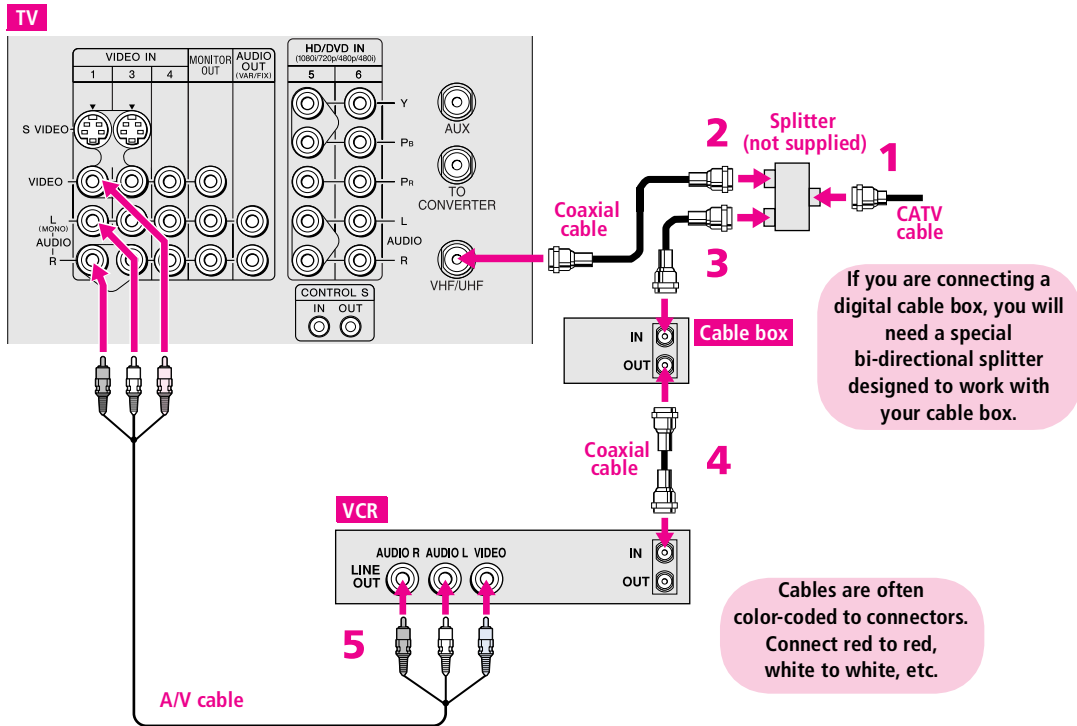 TV
VIDEO IN
1 3 4
MONITOR
OUT
AUDIO
OUT
(VAR/FIX)
HD/DVD IN
(1080i/720p/480p/480i)
5 6
S VIDEO
VIDEO
L
(MONO)
AUDIO
R
Y
PB
PR
L
AUDIO
R
AUX
TO
CONVERTER
VHF/UHF
CONTROL S
IN OUT
2
Splitter
(not supplied)
1
CATV
cable
Coaxial
cable
3
Cable box
IN
OUT
If you are connecting a
digital cable box, you will
need a special
bi-directional splitter
designed to work with
your cable box.
Coaxial
cable
4
VCR
AUDIO R AUDIO L VIDEO
LINE
OUT
IN
OUT
5
A/V cable
Cables are often
color-coded to connectors.
Connect red to red,
white to white, etc.